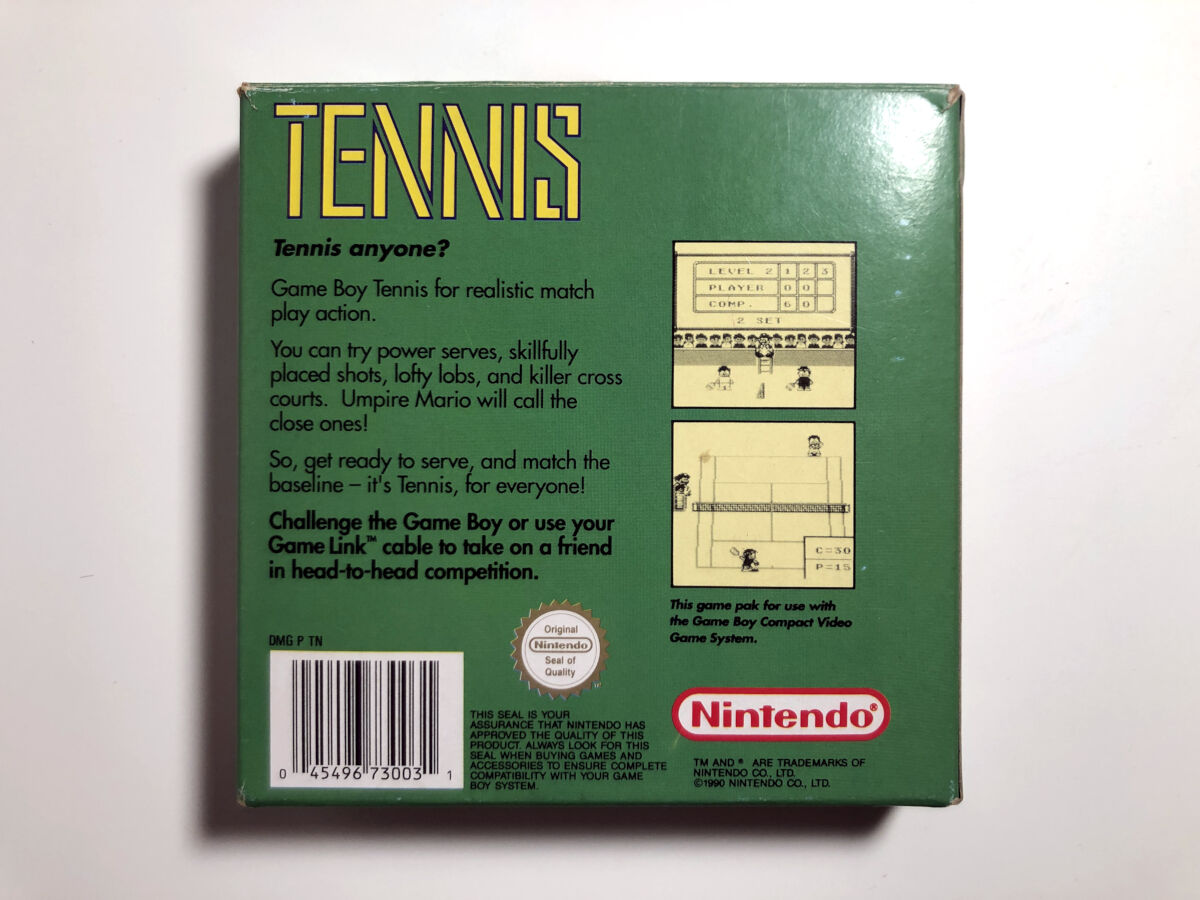 TENNIS
Tennis anyone?
Game Boy Tennis for realistic match
play action.
You can try power serves, skillfully
placed shots, lofty lobs, and killer cross
courts. Umpire Mario will call the
close ones!
So, get ready to serve, and match the
baseline – it's Tennis, for everyone!
Challenge the Game Boy or use your
Game Link™ cable to take on a friend
in head-to-head competition.
LEVEL 2 1 2 3
PLAYER 0 0
COMP. 6 0
2 SET
C=30
P=15
This game pak for use with
the Game Boy Compact Video
Game System.
DMG P TN
0 45496 73003 1
Original
Nintendo
Seal of
Quality
THIS SEAL IS YOUR
ASSURANCE THAT NINTENDO HAS
APPROVED THE QUALITY OF THIS
PRODUCT. ALWAYS LOOK FOR THIS
SEAL WHEN BUYING GAMES AND
ACCESSORIES TO ENSURE COMPLETE
COMPATIBILITY WITH YOUR GAME
BOY SYSTEM.
Nintendo®
TM AND ® ARE TRADEMARKS OF
NINTENDO CO., LTD.
©1990 NINTENDO CO., LTD.